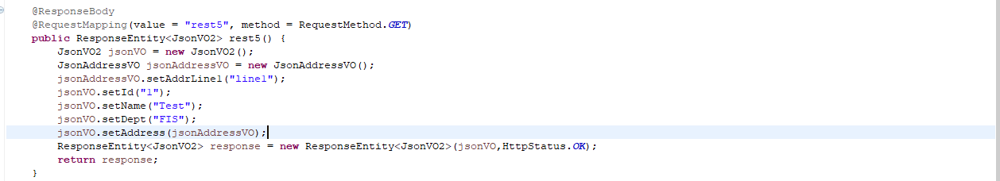 @ResponseBody
@RequestMapping(value = "rest5", method = RequestMethod.GET)
public ResponseEntity<JsonVO2> rest5() {
JsonVO2 jsonVO = new JsonVO2();
JsonAddressVO jsonAddressVO = new JsonAddressVO();
jsonAddressVO.setAddrLine1("line1");
jsonVO.setId("1");
jsonVO.setName("Test");
jsonVO.setDept("FIS");
jsonVO.setAddress(jsonAddressVO);
ResponseEntity<JsonVO2> response = new ResponseEntity<JsonVO2>(jsonVO,HttpStatus.OK);
return response;
}